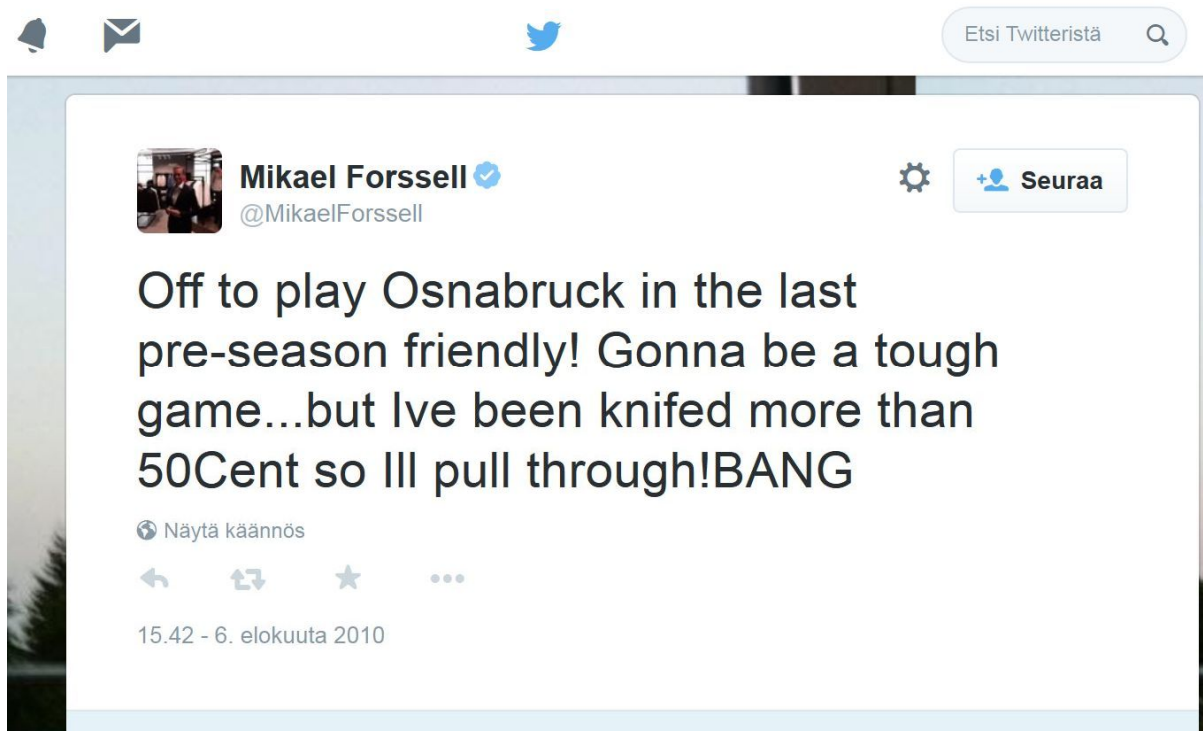 Etsi Twitteristä
Mikael Forssell
@MikaelForssell
Seuraa
Off to play Osnabruck in the last
pre-season friendly! Gonna be a tough
game...but Ive been knifed more than
50Cent so Ill pull through!BANG
Näytä käännös
15.42 - 6. elokuuta 2010